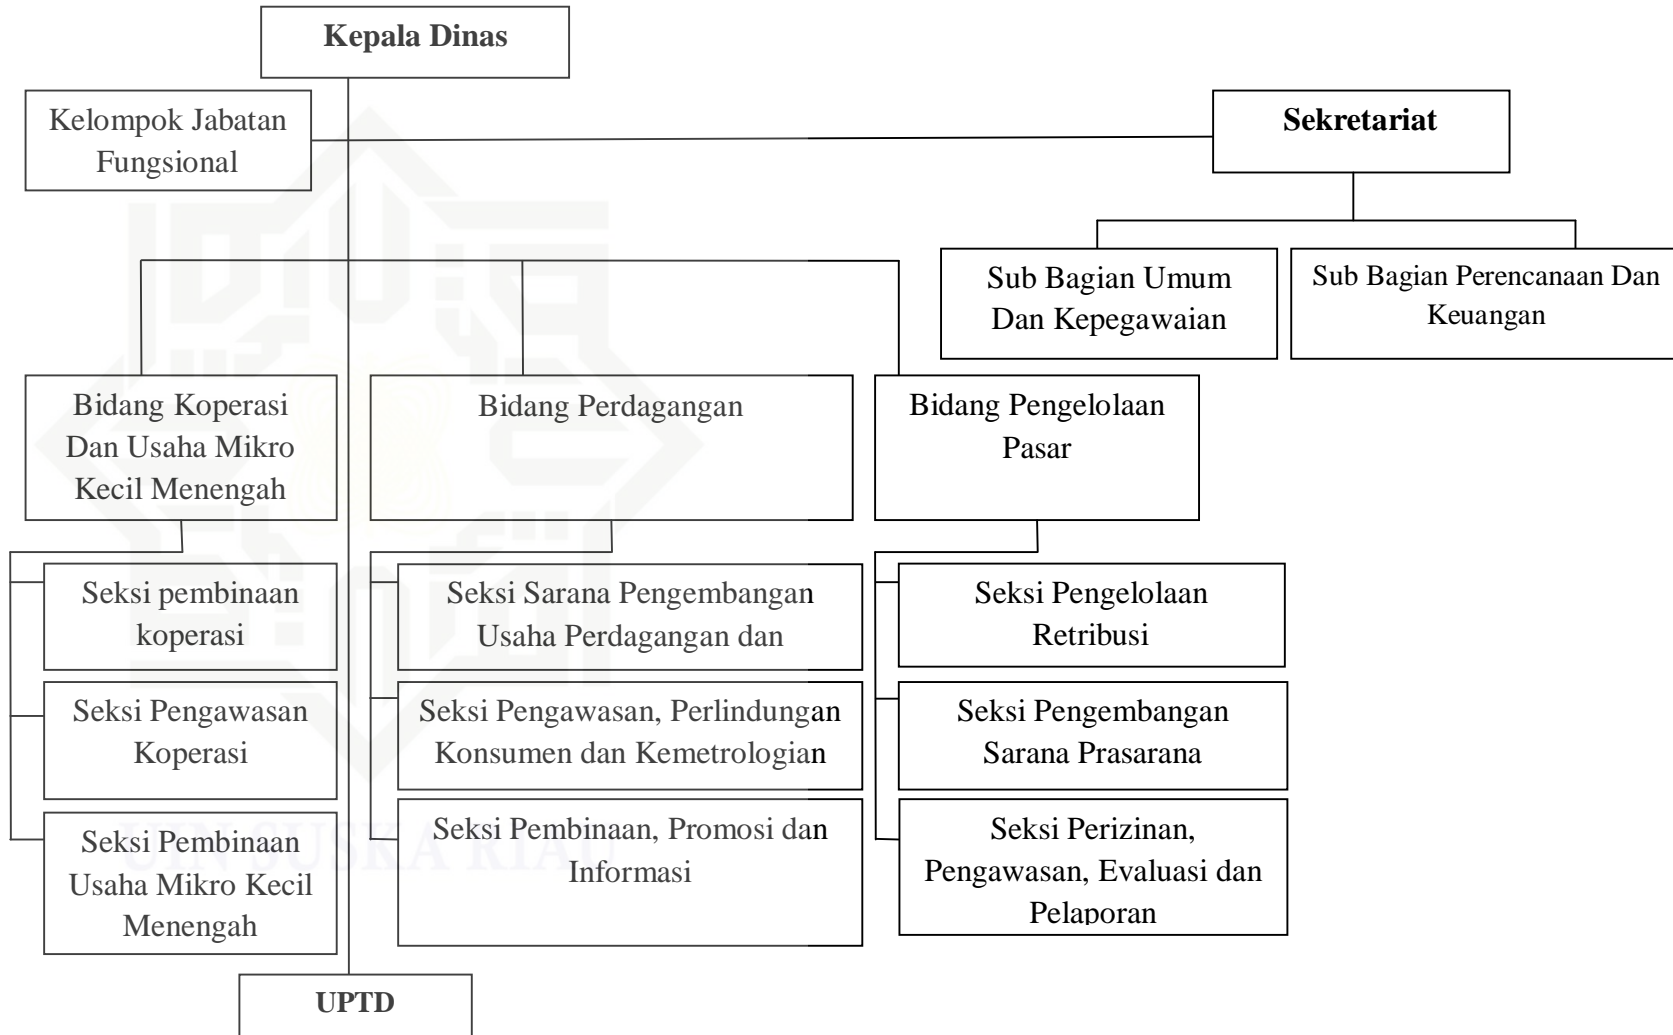 Kepala Dinas
Kelompok Jabatan
Fungsional
Sekretariat
Sub Bagian Umum
Dan Kepegawaian
Sub Bagian Perencanaan Dan
Keuangan
Bidang Koperasi
Dan Usaha Mikro
Kecil Menengah
Bidang Perdagangan
Bidang Pengelolaan
Pasar
Seksi pembinaan
koperasi
Seksi Sarana Pengembangan
Usaha Perdagangan dan
Seksi Pengelolaan
Retribusi
Seksi Pengawasan
Koperasi
Seksi Pengawasan, Perlindungan
Konsumen dan Kemetrologian
Seksi Pengembangan
Sarana Prasarana
Seksi Pembinaan
Usaha Mikro Kecil
Menengah
Seksi Pembinaan, Promosi dan
Informasi
Seksi Perizinan,
Pengawasan, Evaluasi dan
Pelaporan
UIN SUSKA RIAU
UPTD